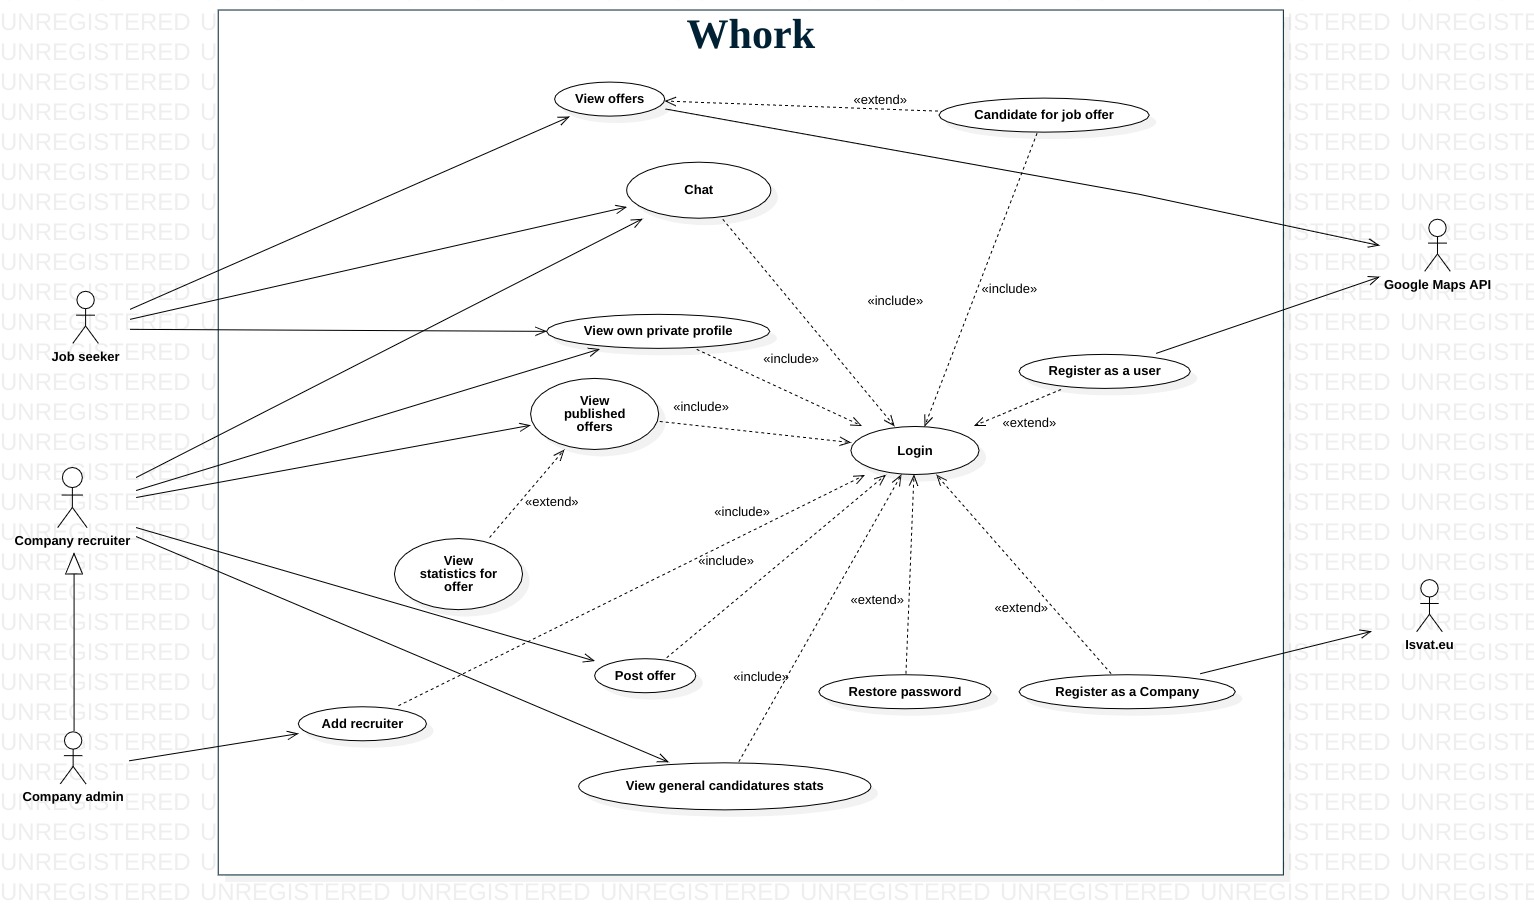 Whork
View offers
«extend»
Candidate for job offer
Chat
Google Maps API
«include»
«include»
Job seeker
View own private profile
«include»
Register as a user
View
published
offers
«include»
«extend»
Login
Company recruiter
«extend»
«include»
View
statistics for
offer
«include»
«extend»
«extend»
Isvat.eu
Post offer
«include»
Restore password
Register as a Company
Add recruiter
Company admin
View general candidatures stats
UNREGISTERED UNREGISTERED UNREGISTERED UNREGISTERED UNREGISTERED UNREGISTERED UNREGISTERED UNREGISTE